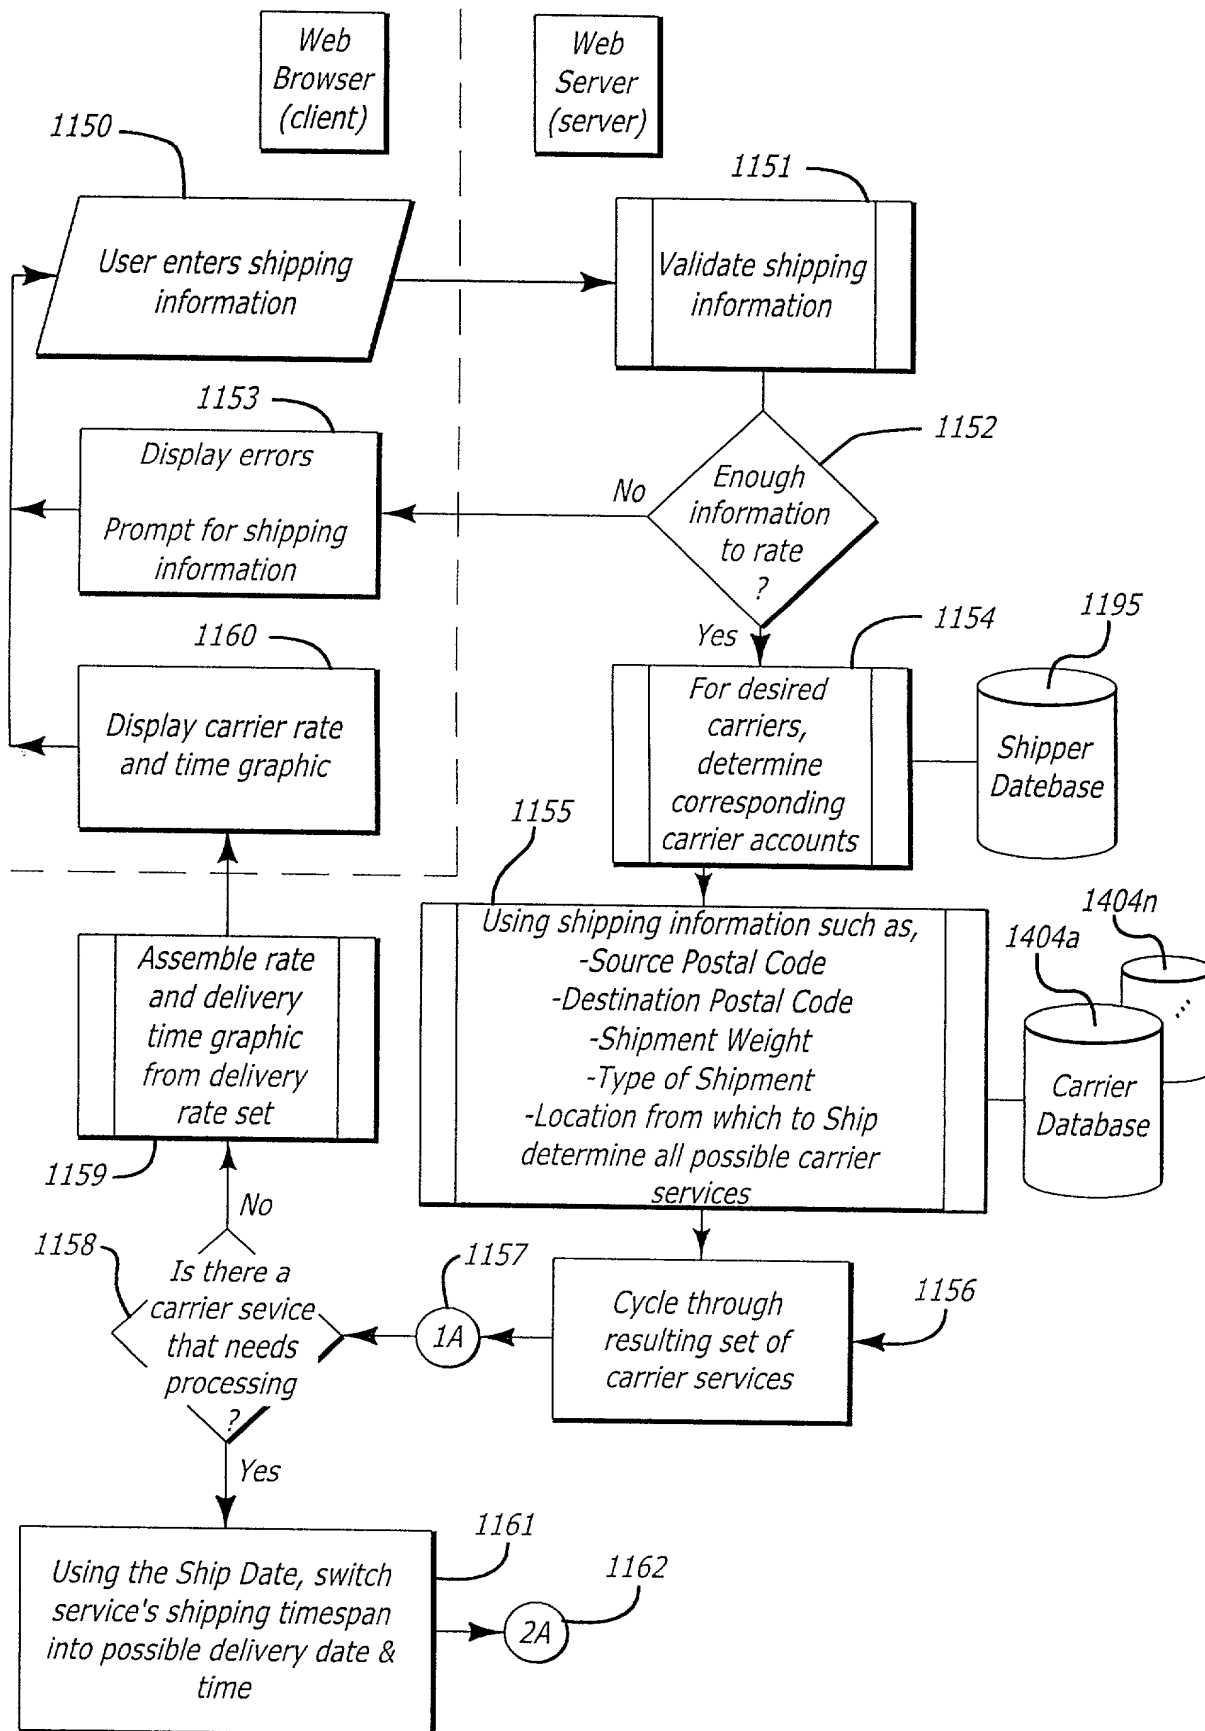 Web
Browser
(client)
Web
Server
(server)
1150
1151
User enters shipping
information
Validate shipping
information
1153
1152
Display errors
Prompt for shipping
information
No
Enough
information
to rate
?
1160
Yes
1154
1195
Display carrier rate
and time graphic
For desired
carriers,
determine
corresponding
carrier accounts
Shipper
Datebase
1155
1404n
1404a
Assemble rate
and delivery
time graphic
from delivery
rate set
Using shipping information such as,
-Source Postal Code
-Destination Postal Code
-Shipment Weight
-Type of Shipment
-Location from which to Ship
determine all possible carrier
services
Carrier
Database
1159
No
1158
1157
Is there a
carrier sevice
that needs
processing
?
1A
Cycle through
resulting set of
carrier services
1156
Yes
1161
Using the Ship Date, switch
service's shipping timespan
into possible delivery date &
time
2A
1162